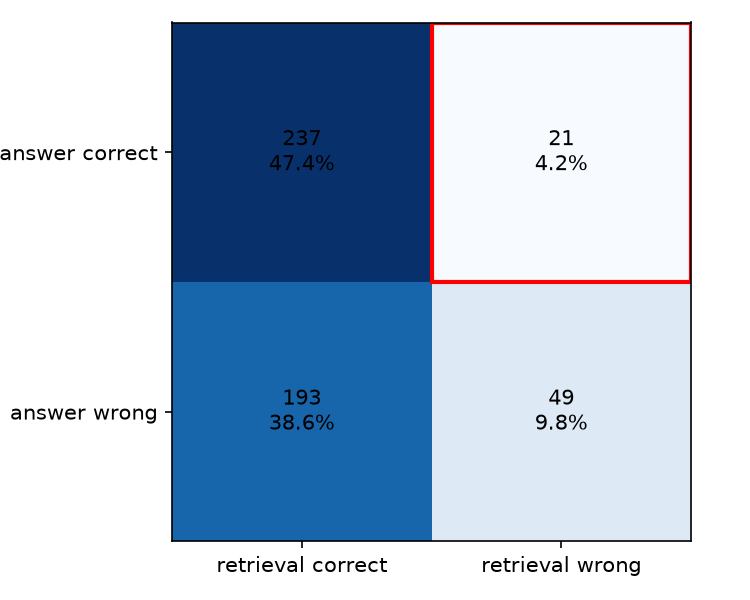 answer correct
237
47.4%
21
4.2%
answer wrong
193
38.6%
49
9.8%
retrieval correct
retrieval wrong